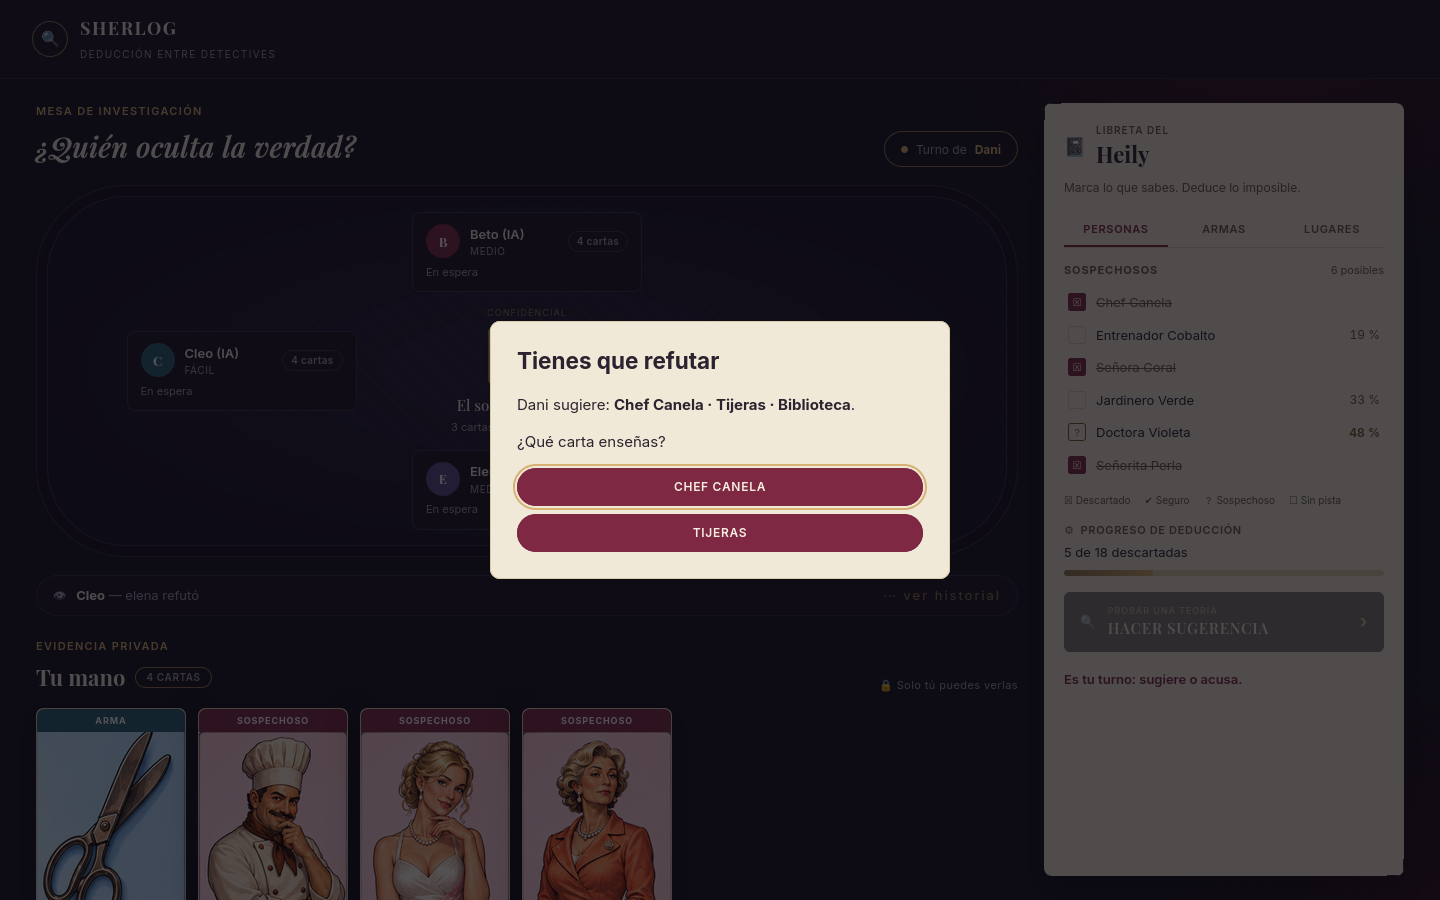 SHERLOG
DEDUCCIÓN ENTRE DETECTIVES
MESA DE INVESTIGACIÓN
¿Quién oculta la verdad?
Turno de Dani
B
Beto (IA)
MEDIO
4 cartas
En espera
CONFIDENCIAL
C
Cleo (IA)
FÁCIL
4 cartas
En espera
El so
3 cartas
E
Ele
MED
En espera
Tienes que refutar
Dani sugiere: Chef Canela · Tijeras · Biblioteca.
¿Qué carta enseñas?
CHEF CANELA
TIJERAS
Cleo — elena refutó
··· ver historial
EVIDENCIA PRIVADA
Tu mano
4 CARTAS
Solo tú puedes verlas
ARMA
SOSPECHOSO
SOSPECHOSO
SOSPECHOSO
LIBRETA DEL
Heily
Marca lo que sabes. Deduce lo imposible.
PERSONAS
ARMAS
LUGARES
SOSPECHOSOS
6 posibles
☒ Chef Canela
Entrenador Cobalto
19 %
☒ Señora Coral
Jardinero Verde
33 %
? Doctora Violeta
48 %
☒ Señorita Perla
☒ Descartado ✔ Seguro ? Sospechoso ☐ Sin pista
⚙ PROGRESO DE DEDUCCIÓN
5 de 18 descartadas
PROBAR UNA TEORÍA
HACER SUGERENCIA
›
Es tu turno: sugiere o acusa.